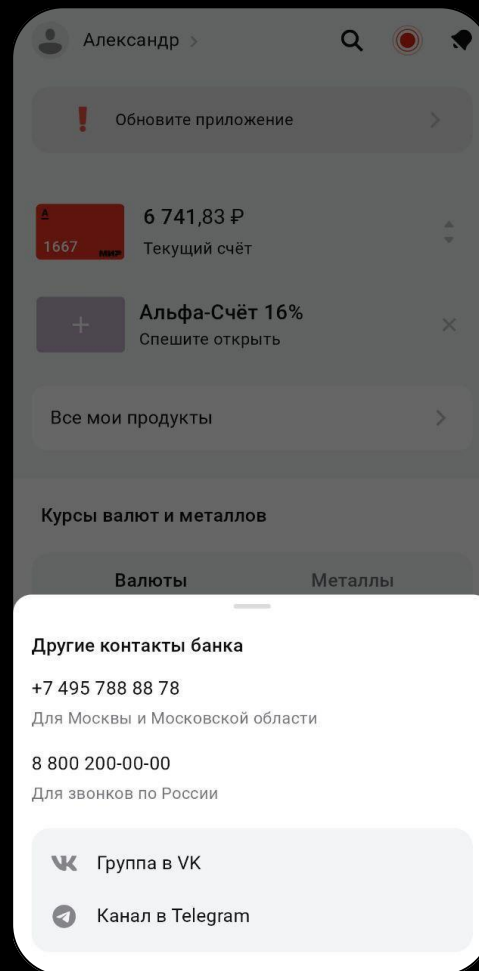 Александр
Обновите приложение
6 741,83 ₽
А
1667
МИР
Текущий счёт
Альфа-Счёт 16%
Спешите открыть
Все мои продукты
Курсы валют и металлов
Валюты
Металлы
Другие контакты банка
+7 495 788 88 78
Для Москвы и Московской области
8 800 200-00-00
Для звонков по России
Группа в VK
Канал в Telegram